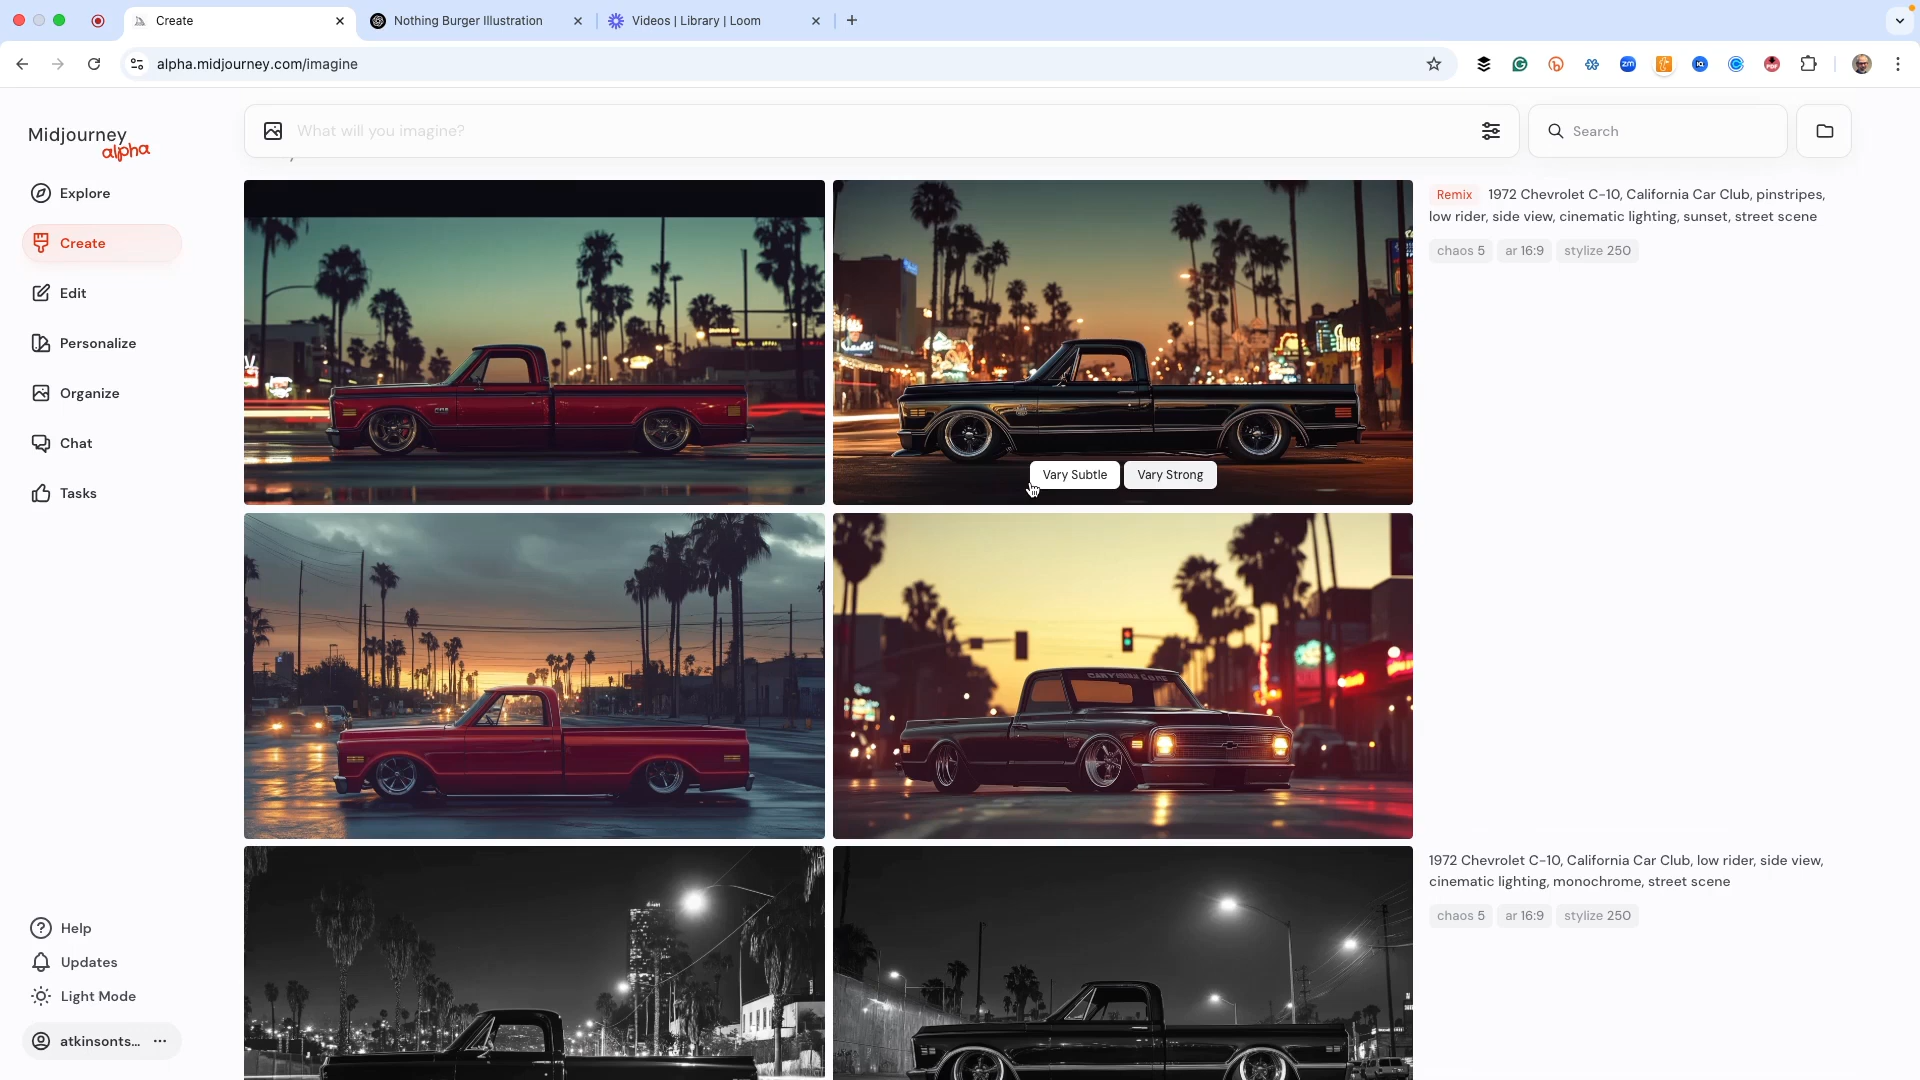 Create
Nothing Burger Illustration
Videos | Library | Loom
alpha.midjourney.com/imagine
Midjourney
alpha
What will you imagine?
Search
Explore
Create
Edit
Personalize
Organize
Chat
Tasks
Remix 1972 Chevrolet C-10, California Car Club, pinstripes,
low rider, side view, cinematic lighting, sunset, street scene
chaos 5 ar 16:9 stylize 250
Vary Subtle Vary Strong
1972 Chevrolet C-10, California Car Club, low rider, side view,
cinematic lighting, monochrome, street scene
chaos 5 ar 16:9 stylize 250
Help
Updates
Light Mode
atkinsonts...